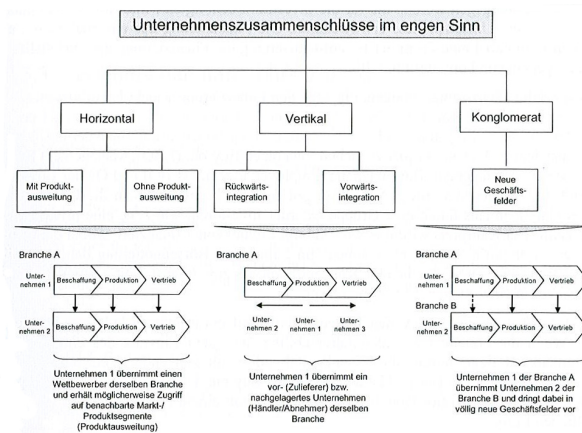 Unternehmenszusammenschlüsse im engen Sinn
Horizontal
Vertikal
Konglomerat
Mit Produkt-
ausweitung
Ohne Produkt-
ausweitung
Rückwärts-
integration
Vorwärts-
integration
Neue
Geschäfts-
felder
Branche A
Unter-
nehmen 1
Beschaffung
Produktion
Vertrieb
Unter-
nehmen 2
Beschaffung
Produktion
Vertrieb
Unternehmen 1 übernimmt einen
Wettbewerber derselben Branche
und erhält möglicherweise Zugriff
auf benachbarte Markt-/
Produktsegmente
(Produktausweitung)
Branche A
Beschaffung
Produktion
Vertrieb
Unter-
nehmen 2
Unter-
nehmen 1
Unter-
nehmen 3
Unternehmen 1 übernimmt ein
vor- (Zulieferer) bzw.
nachgelagertes Unternehmen
(Händler/Abnehmer) derselben
Branche
Branche A
Unter-
nehmen 1
Beschaffung
Produktion
Vertrieb
Branche B
Unter-
nehmen 2
Beschaffung
Produktion
Vertrieb
Unternehmen 1 der Branche A
übernimmt Unternehmen 2 der
Branche B und dringt dabei in
völlig neue Geschäftsfelder vor